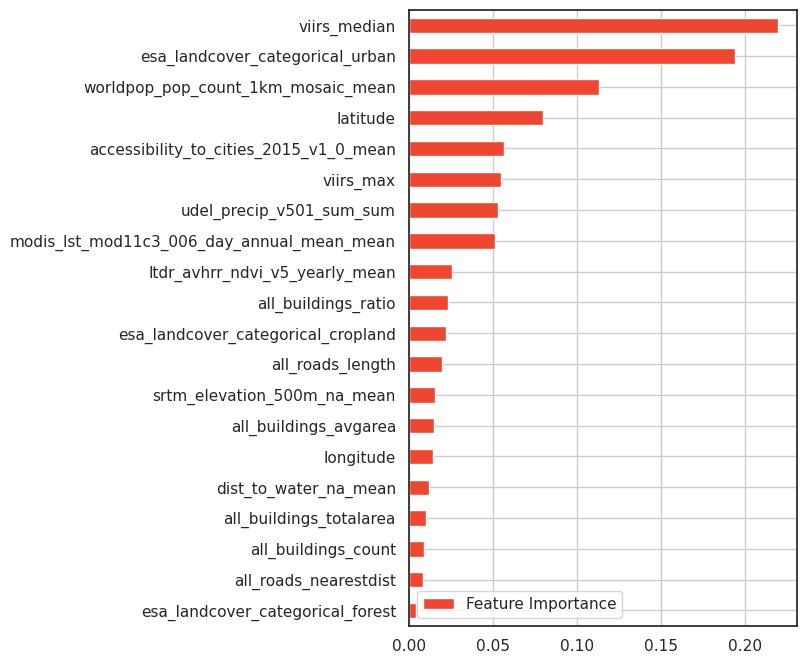 viirs_median
esa_landcover_categorical_urban
worldpop_pop_count_1km_mosaic_mean
latitude
accessibility_to_cities_2015_v1_0_mean
viirs_max
udel_precip_v501_sum_sum
modis_lst_mod11c3_006_day_annual_mean_mean
ltdr_avhrr_ndvi_v5_yearly_mean
all_buildings_ratio
esa_landcover_categorical_cropland
all_roads_length
srtm_elevation_500m_na_mean
all_buildings_avgarea
longitude
dist_to_water_na_mean
all_buildings_totalarea
all_buildings_count
all_roads_nearestdist
esa_landcover_categorical_forest
Feature Importance
0.00 0.05 0.10 0.15 0.20